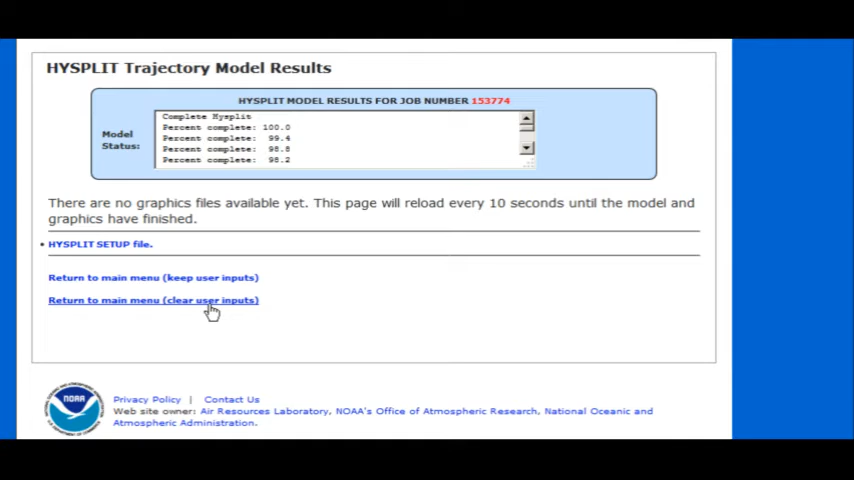 HYSPLIT Trajectory Model Results
HYSPLIT MODEL RESULTS FOR JOB NUMBER 153774
Model
Status:
Complete Hysplit
Percent complete: 100.0
Percent complete: 99.4
Percent complete: 98.8
Percent complete: 98.2
There are no graphics files available yet. This page will reload every 10 seconds until the model and
graphics have finished.
• HYSPLIT SETUP file.
Return to main menu (keep user inputs)
Return to main menu (clear user inputs)
NOAA
Privacy Policy | Contact Us
Web site owner: Air Resources Laboratory, NOAA's Office of Atmospheric Research, National Oceanic and
Atmospheric Administration.